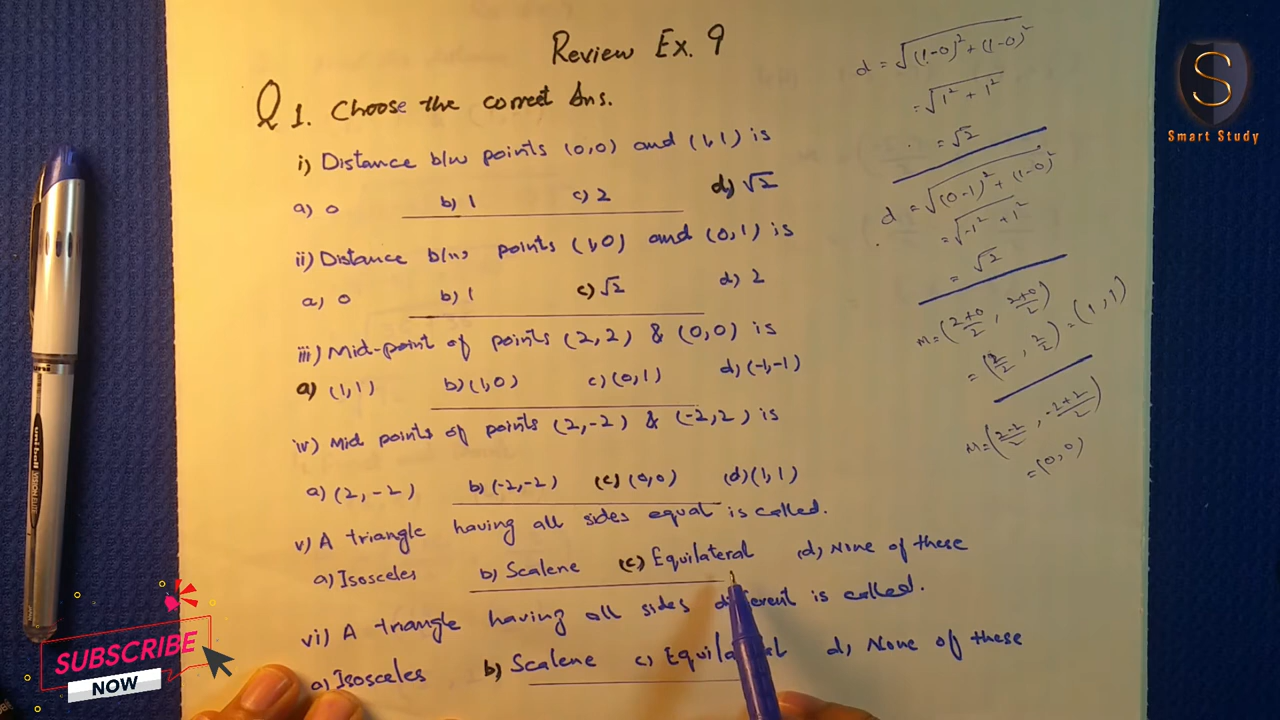 Review Ex. 9
Q1. Choose the correct Ans.
i) Distance b/w points (0,0) and (1,1) is
a) 0 b) 1 c) 2 d) √2
ii) Distance b/w points (1,0) and (0,1) is
a) 0 b) 1 c) √2 d) 2
iii) Mid-point of points (2,2) & (0,0) is
a) (1,1) b) (1,0) c) (0,1) d) (-1,-1)
iv) Mid points of points (2,-2) & (-2,2) is
a) (2,-2) b) (-2,-2) (c) (0,0) (d) (1,1)
v) A triangle having all sides equal is called.
a) Isosceles b) Scalene (c) Equilateral (d) None of these
vi) A triangle having all sides different is called.
a) Isosceles b) Scalene c) Equilateral d) None of these
d = √(1-0)² + (1-0)²
= √1² + 1²
= √2
d = √(0-1)² + (1-0)²
= √-1² + 1²
= √2
M = (2+0/2, 2+0/2)
= (2/2, 2/2) = (1,1)
M = (2-2/2, -2+2/2)
= (0,0)
S
Smart Study
uni
uni-ball
VISION ELITE
SUBSCRIBE
NOW